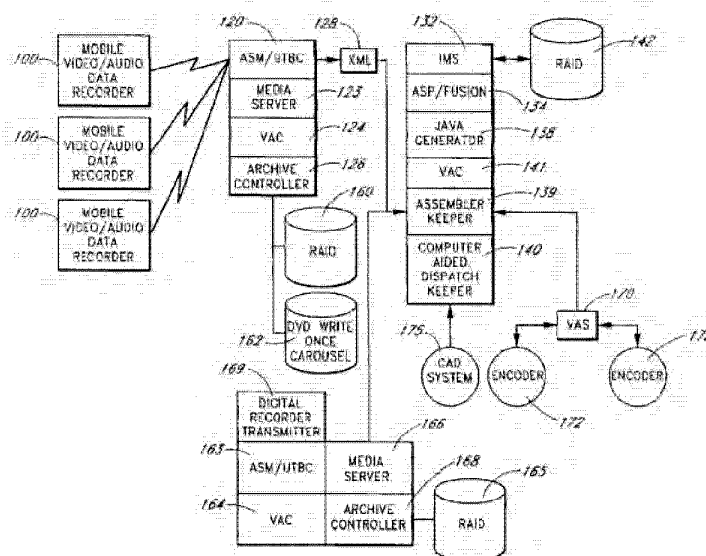 100
MOBILE
VIDEO/AUDIO
DATA
RECORDER
100
MOBILE
VIDEO/AUDIO
DATA
RECORDER
100
MOBILE
VIDEO/AUDIO
DATA
RECORDER
120
ASM/UTBC
MEDIA
SERVER
123
VAC
124
ARCHIVE
CONTROLLER
126
128
XML
160
RAID
DVD WRITE
ONCE
CAROUSEL
162
132
IMS
ASP/FUSION
134
JAVA
GENERATOR
138
VAC
141
ASSEMBLER
KEEPER
139
COMPUTER
AIDED
DISPATCH
KEEPER
140
142
RAID
175
CAD
SYSTEM
170
VAS
ENCODER
172
ENCODER
169
DIGITAL
RECORDER
TRANSMITTER
163
ASM/UTBC
MEDIA
SERVER
166
164
VAC
ARCHIVE
CONTROLLER
168
165
RAID